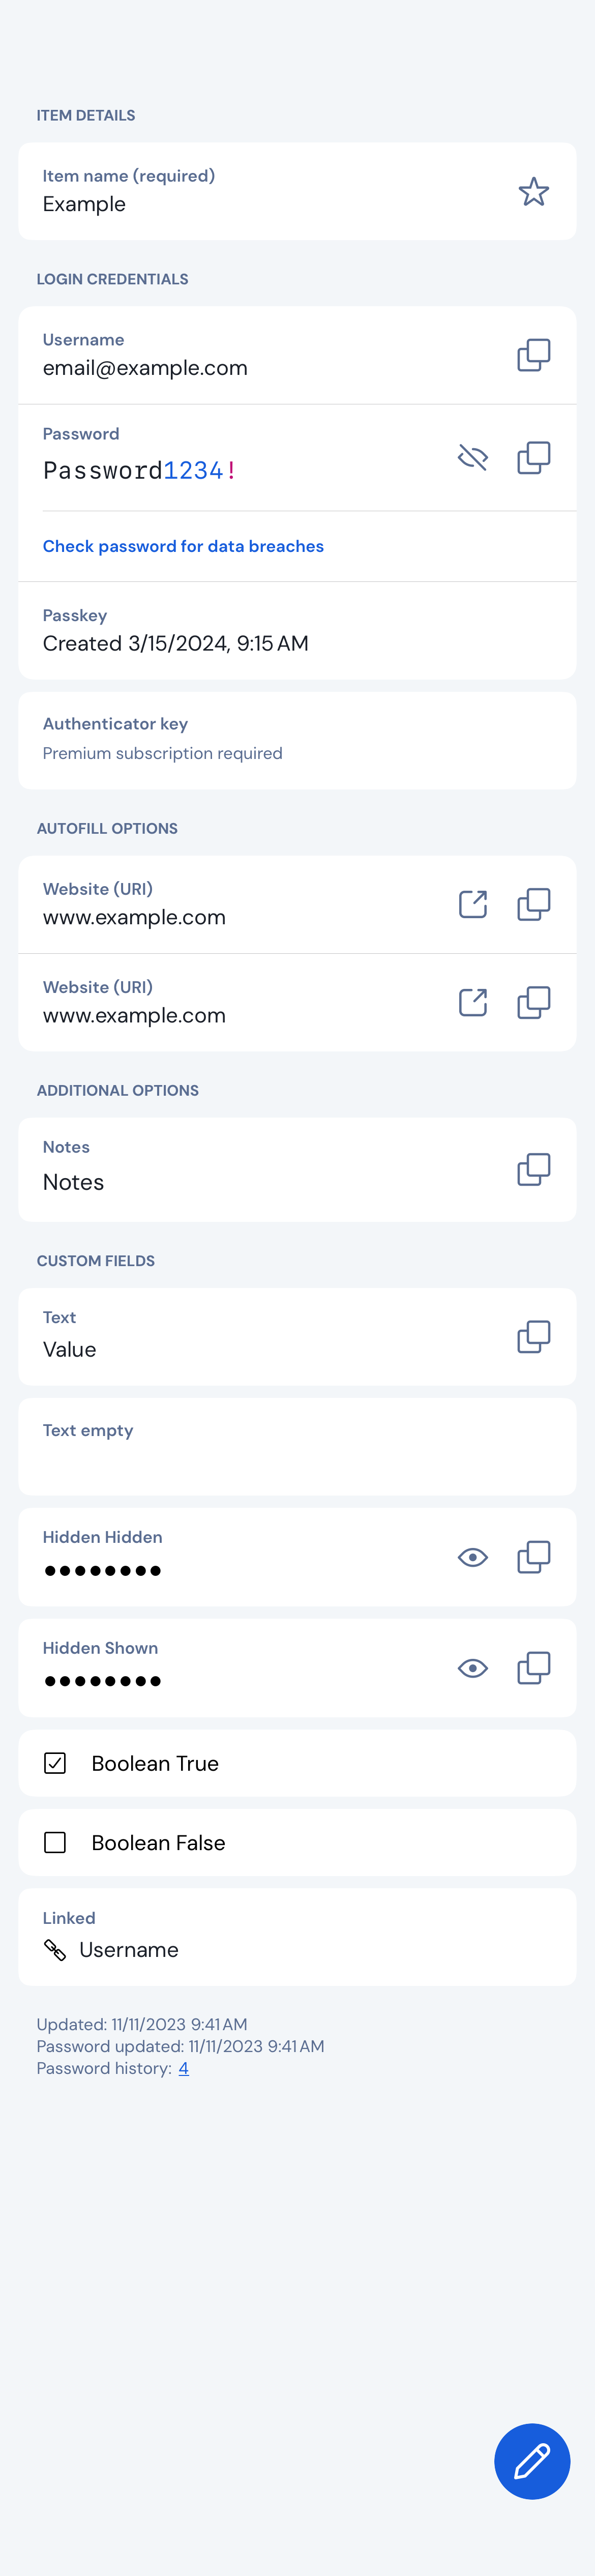 ITEM DETAILS
Item name (required)
Example
LOGIN CREDENTIALS
Username
email@example.com
Password
Password1234!
Check password for data breaches
Passkey
Created 3/15/2024, 9:15 AM
Authenticator key
Premium subscription required
AUTOFILL OPTIONS
Website (URI)
www.example.com
Website (URI)
www.example.com
ADDITIONAL OPTIONS
Notes
Notes
CUSTOM FIELDS
Text
Value
Text empty
Hidden Hidden
••••••••
Hidden Shown
••••••••
Boolean True
Boolean False
Linked
Username
Updated: 11/11/2023 9:41 AM
Password updated: 11/11/2023 9:41 AM
Password history: 4